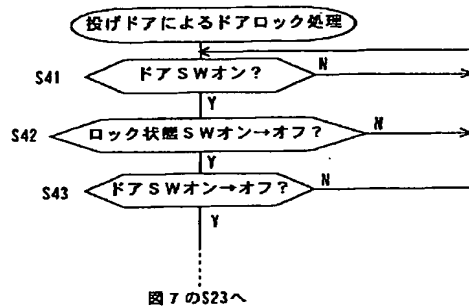 投げドアによるドアロック処理
S41
ドアSWオン?
N
Y
S42
ロック状態SWオン→オフ?
N
Y
S43
ドアSWオン→オフ?
N
Y
図7のS23へ